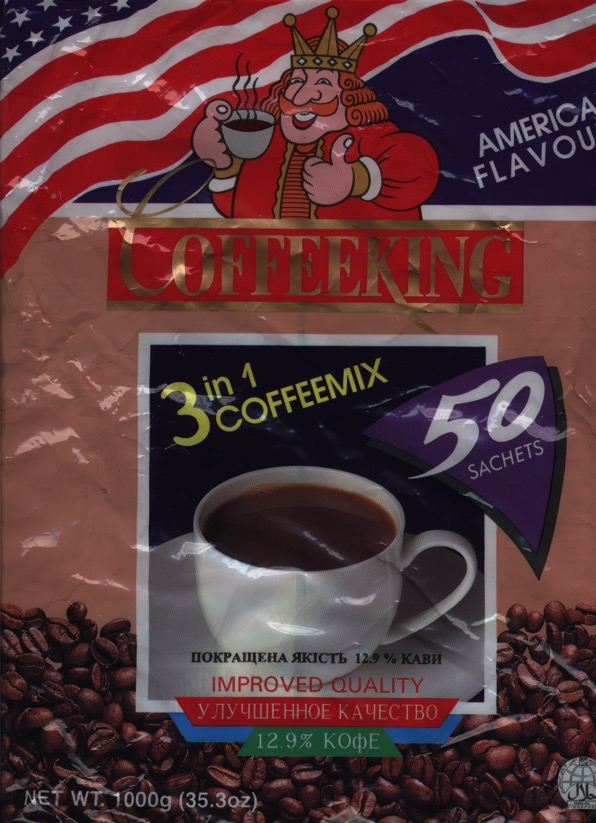 AMERICA
FLAVOU
COFFEEKING
3 in 1
COFFEEMIX
50
SACHETS
ПОКРАЩЕНА ЯКІСТЬ 12.9 % КАВИ
IMPROVED QUALITY
УЛУЧШЕННОЕ КАЧЕСТВО
12.9% КОФЕ
NET WT. 1000g (35.3oz)